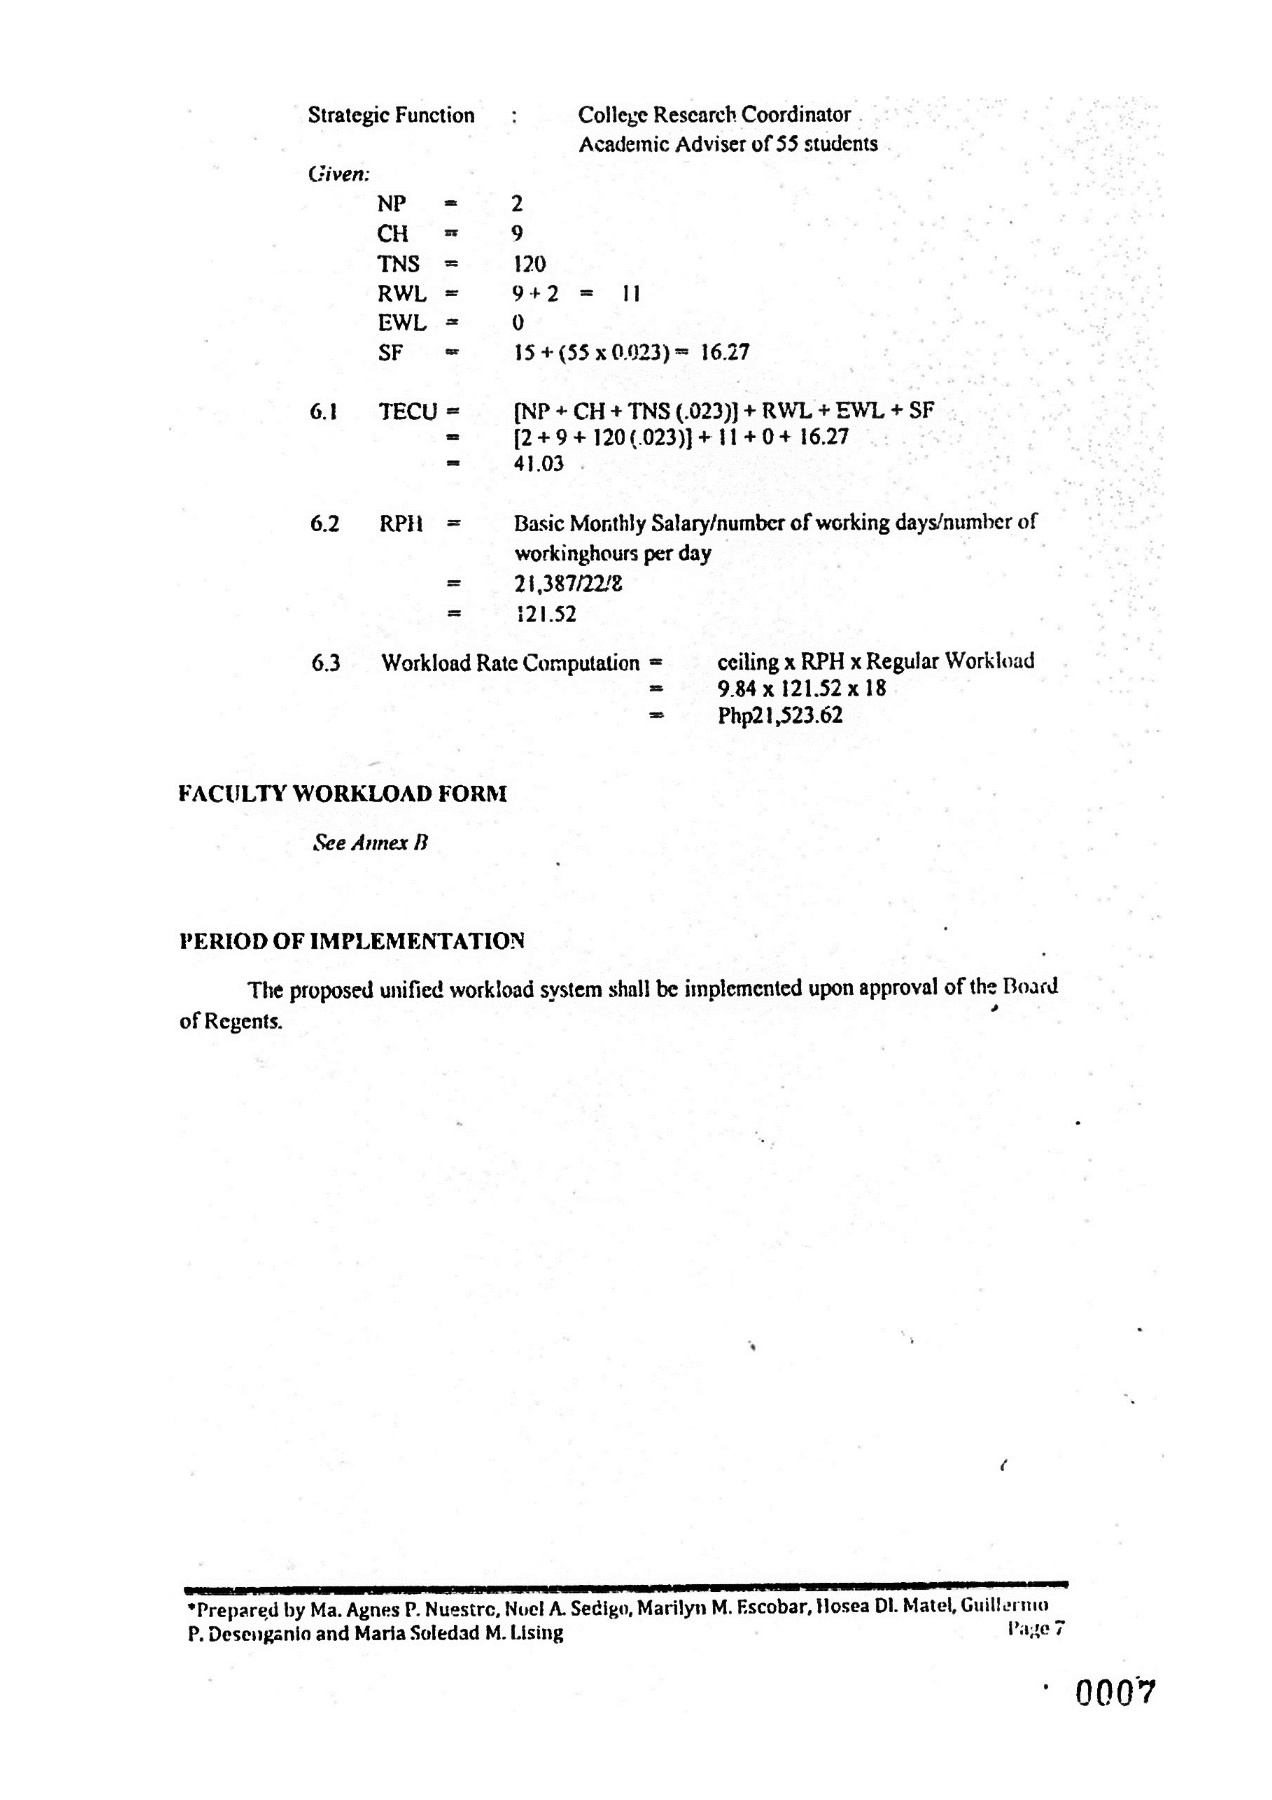 Strategic Function : College Research Coordinator
Academic Adviser of 55 students
Given:
NP = 2
CH = 9
TNS = 120
RWL = 9 + 2 = 11
EWL = 0
SF = 15 + (55 x 0.023) = 16.27
6.1 TECU = [NP + CH + TNS (.023)] + RWL + EWL + SF
= [2 + 9 + 120 (.023)] + 11 + 0 + 16.27
= 41.03
6.2 RPH = Basic Monthly Salary/number of working days/number of
workinghours per day
= 21,387/22/8
= 121.52
6.3 Workload Rate Computation = ceiling x RPH x Regular Workload
= 9.84 x 121.52 x 18
= Php21,523.62
FACULTY WORKLOAD FORM
See Annex B
PERIOD OF IMPLEMENTATION
The proposed unified workload system shall be implemented upon approval of the Board
of Regents.
*Prepared by Ma. Agnes P. Nuestro, Noel A. Sedigo, Marilyn M. Escobar, Hosea Dl. Matel, Guillermo
P. Desenganio and Maria Soledad M. Lising
Page 7
0007